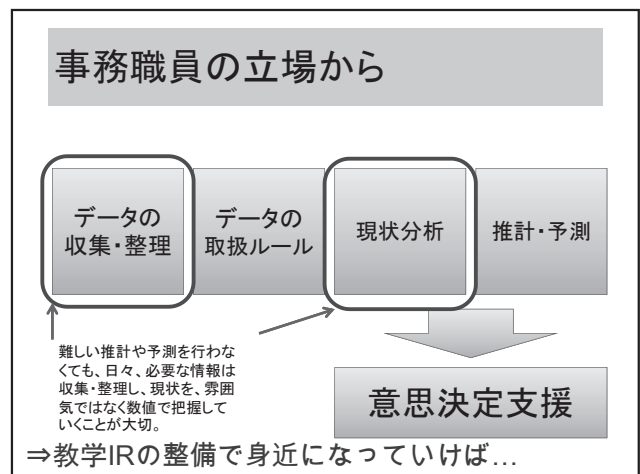 事務職員の立場から
データの
収集・整理
データの
取扱ルール
現状分析
推計・予測
難しい推計や予測を行わな
くても、日々、必要な情報は
収集・整理し、現状を、雰囲
気ではなく数値で把握して
いくことが大切。
意思決定支援
⇒教学IRの整備で身近になっていけば…